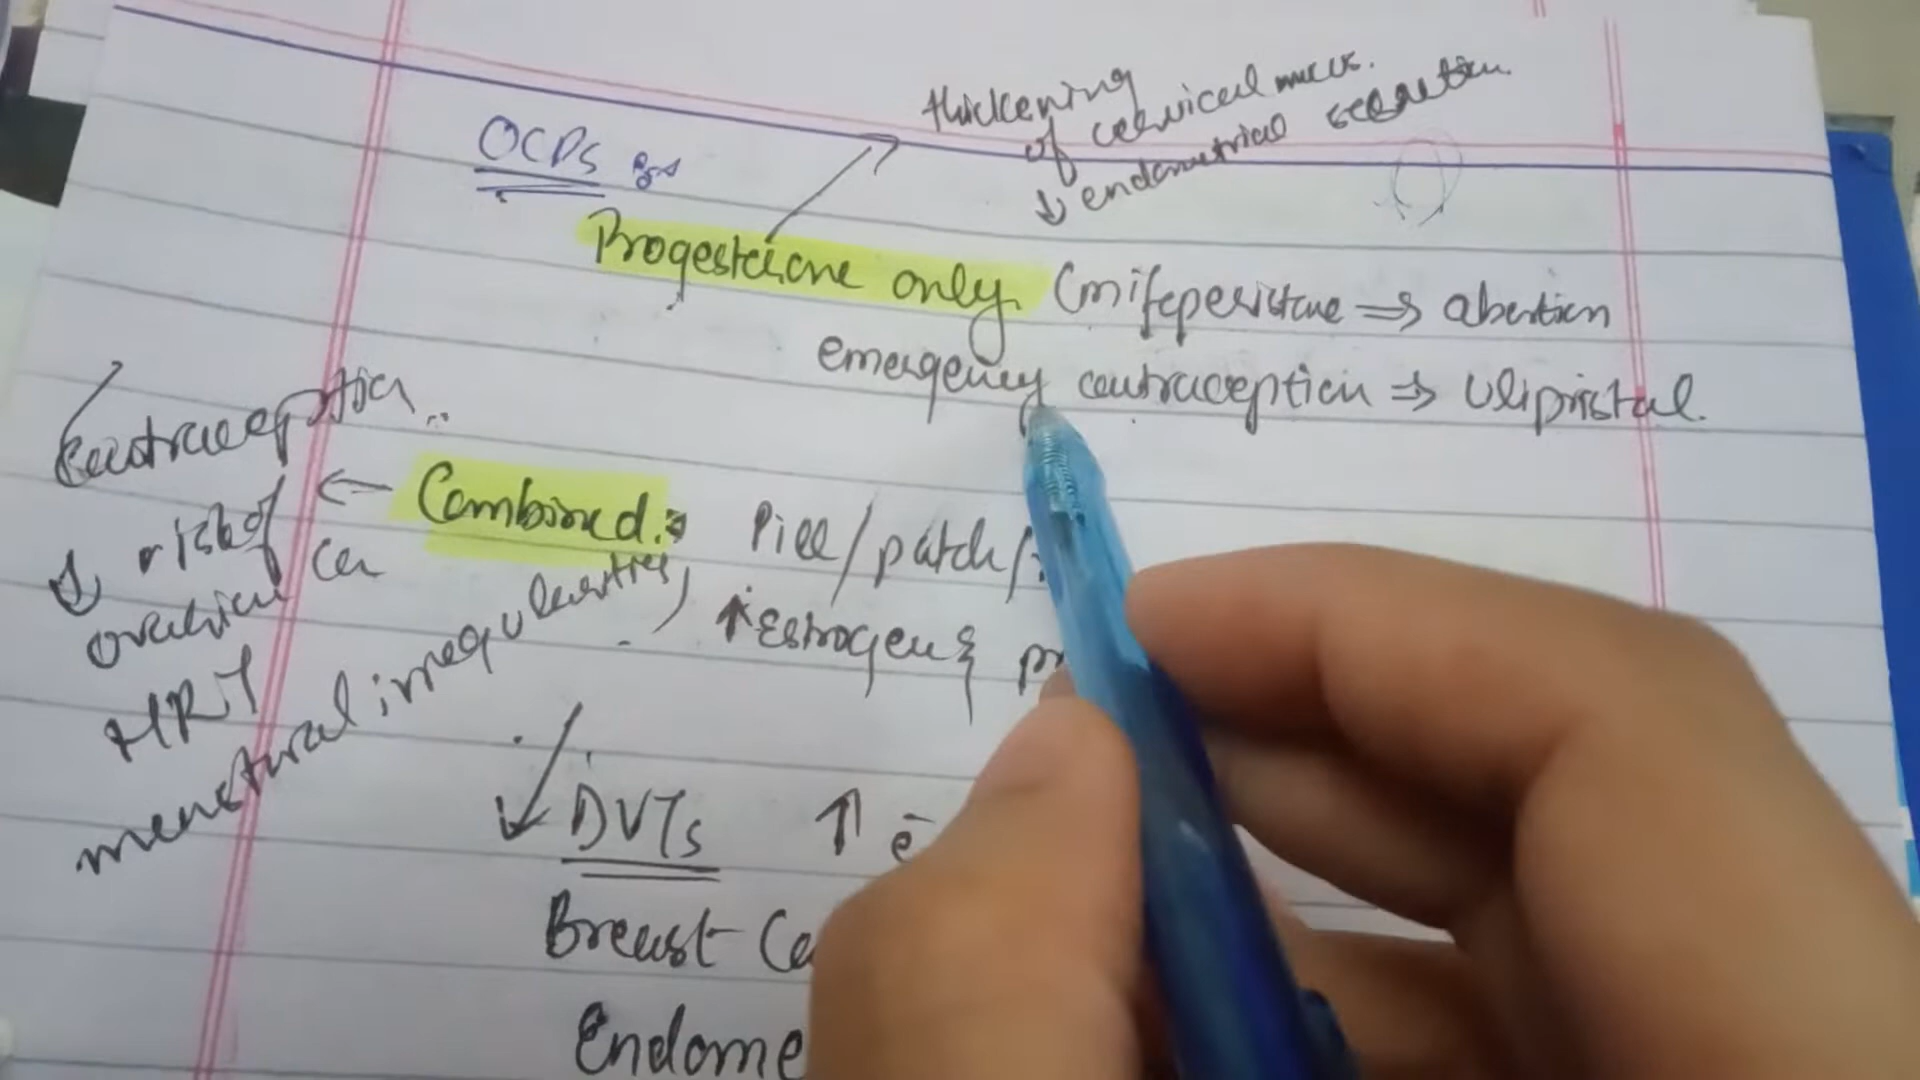 thickening
of cervical mucus.
↓ endometrial secretion
OCPs
Progesterone only (mifeperistone ⇒ abortion
emergency contraception ⇒ Ulipristal.
Contraception
← Combined: Pill/patch/
↓ risk of
ovarian Ca
↑Estrogen &
HRT
menstrual irregularities
DVTs ↑ e
Breast Ca
Endome